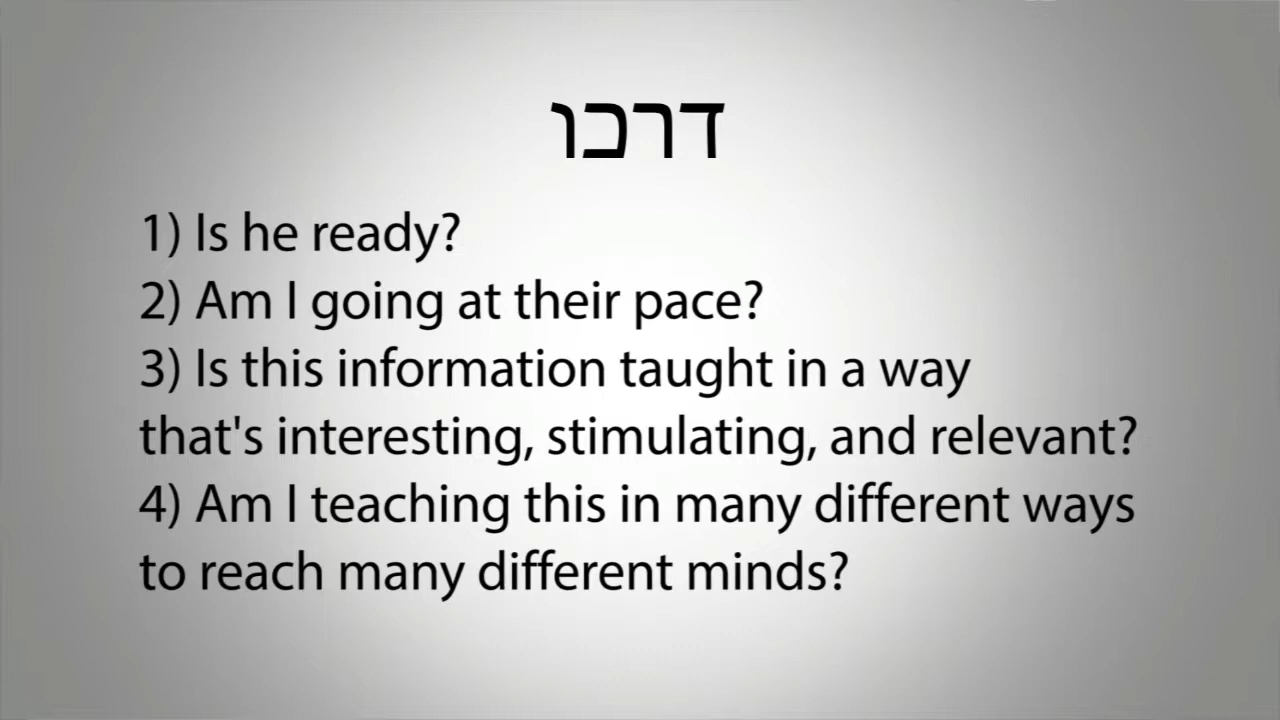 דרכו
1) Is he ready?
2) Am I going at their pace?
3) Is this information taught in a way
that's interesting, stimulating, and relevant?
4) Am I teaching this in many different ways
to reach many different minds?